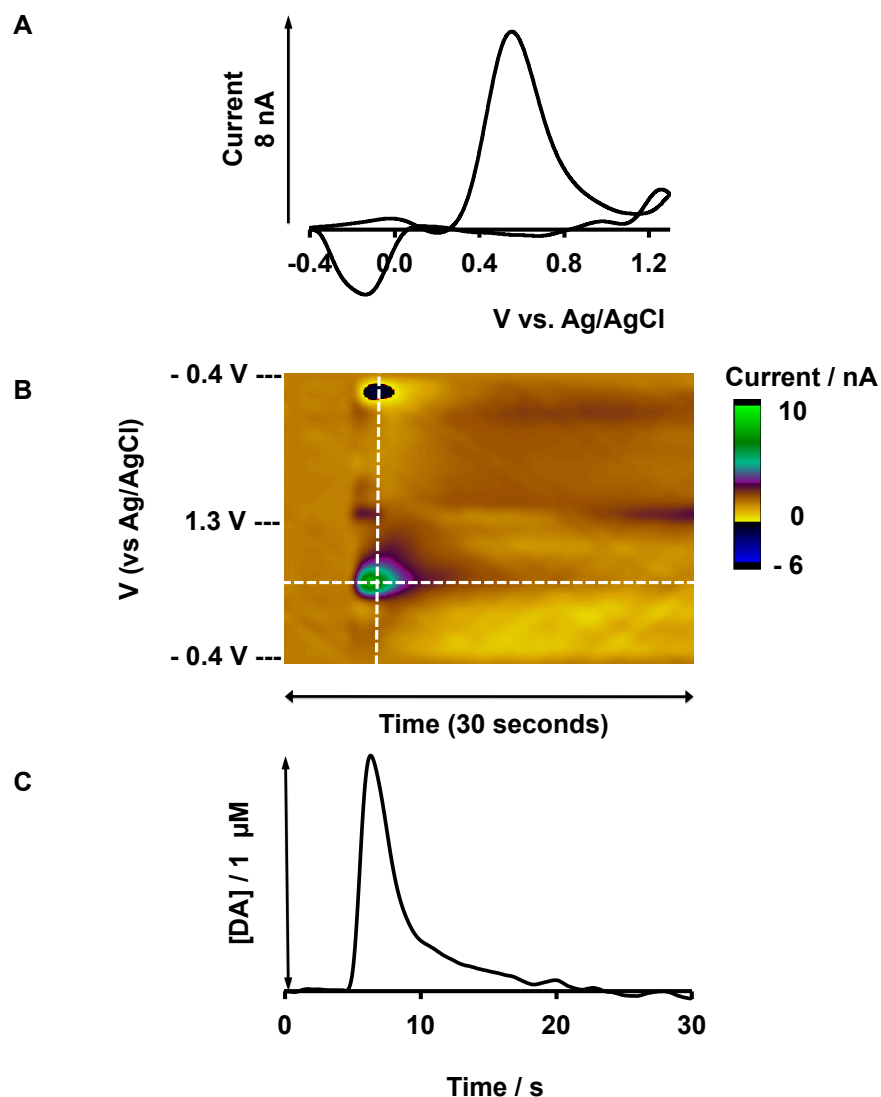 A
Current
8 nA
-0.4
0.0
0.4
0.8
1.2
V vs. Ag/AgCl
B
- 0.4 V ---
1.3 V ---
- 0.4 V ---
V (vs Ag/AgCl)
Current / nA
10
0
- 6
Time (30 seconds)
C
[DA] / 1 µM
0
10
20
30
Time / s